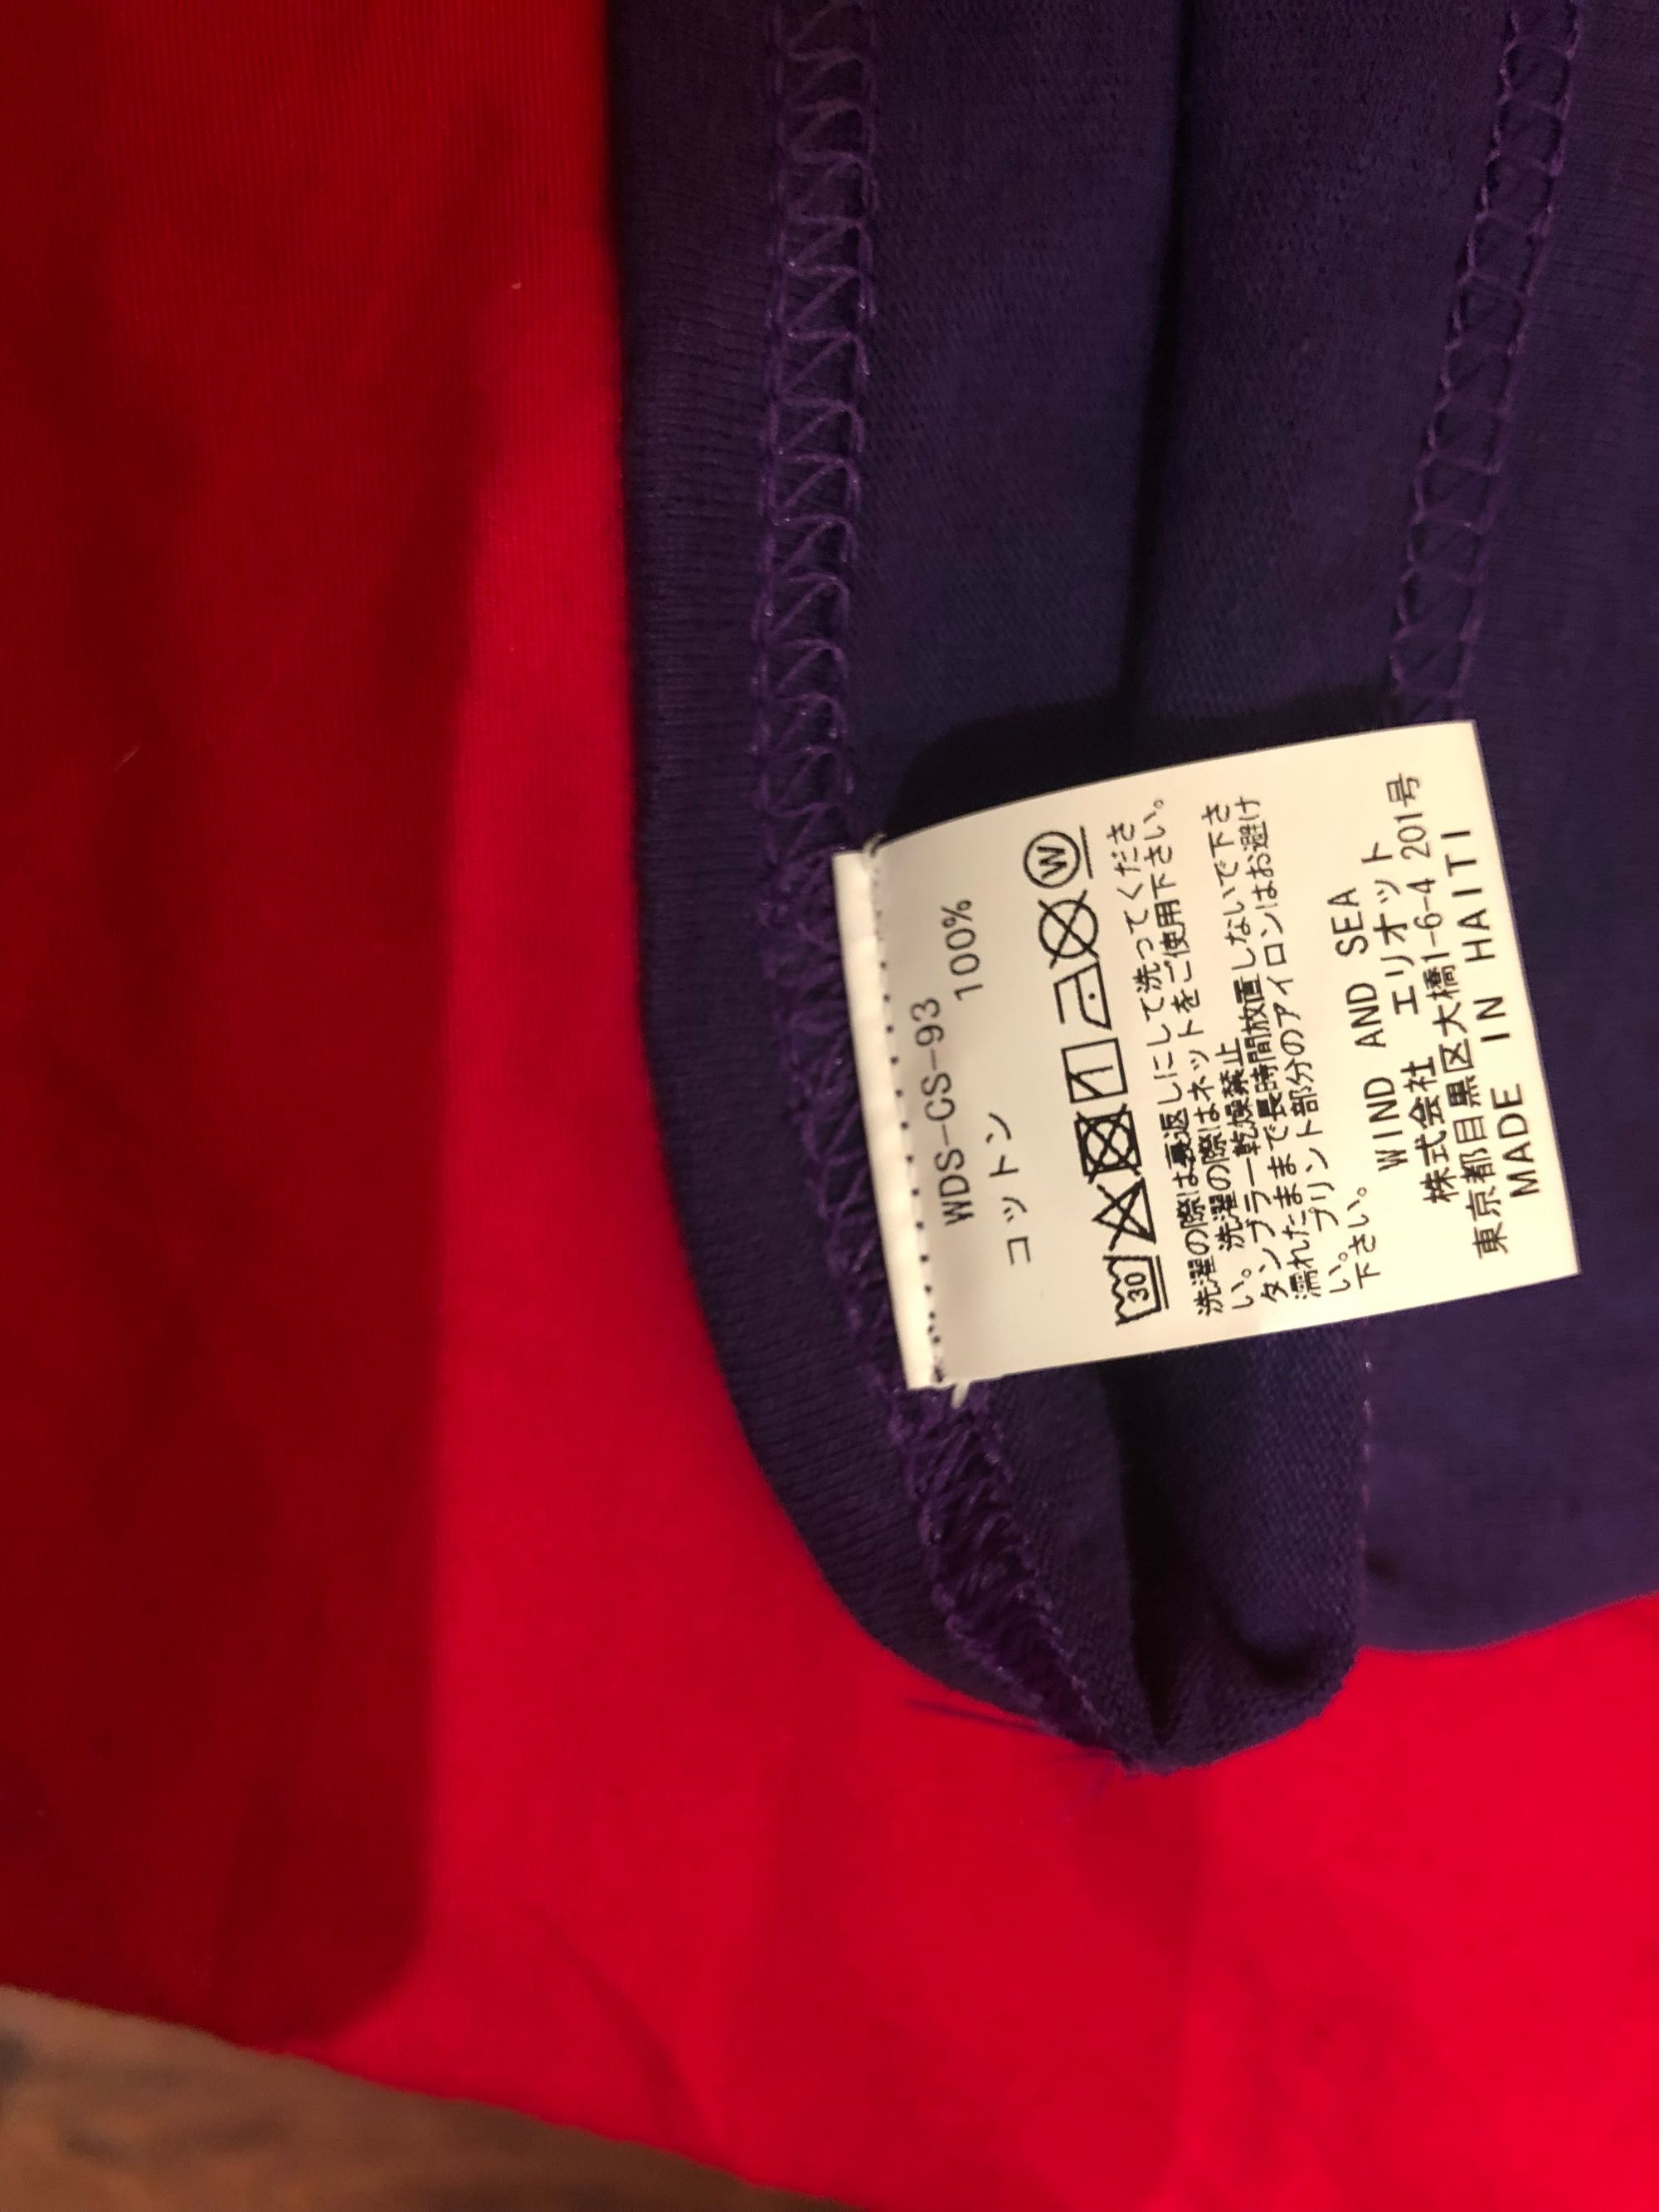 WDS-CS-93
コットン 100%
30 W
洗濯の際は裏返しにして洗ってくださ
い。洗濯の際はネットをご使用下さい。
タンブラー乾燥禁止
濡れたままで長時間放置しないで下さ
い。プリント部分のアイロンはお避け
下さい。
WIND AND SEA
株式会社 エリオット
東京都目黒区大橋1-6-4 201号
MADE IN HAITI